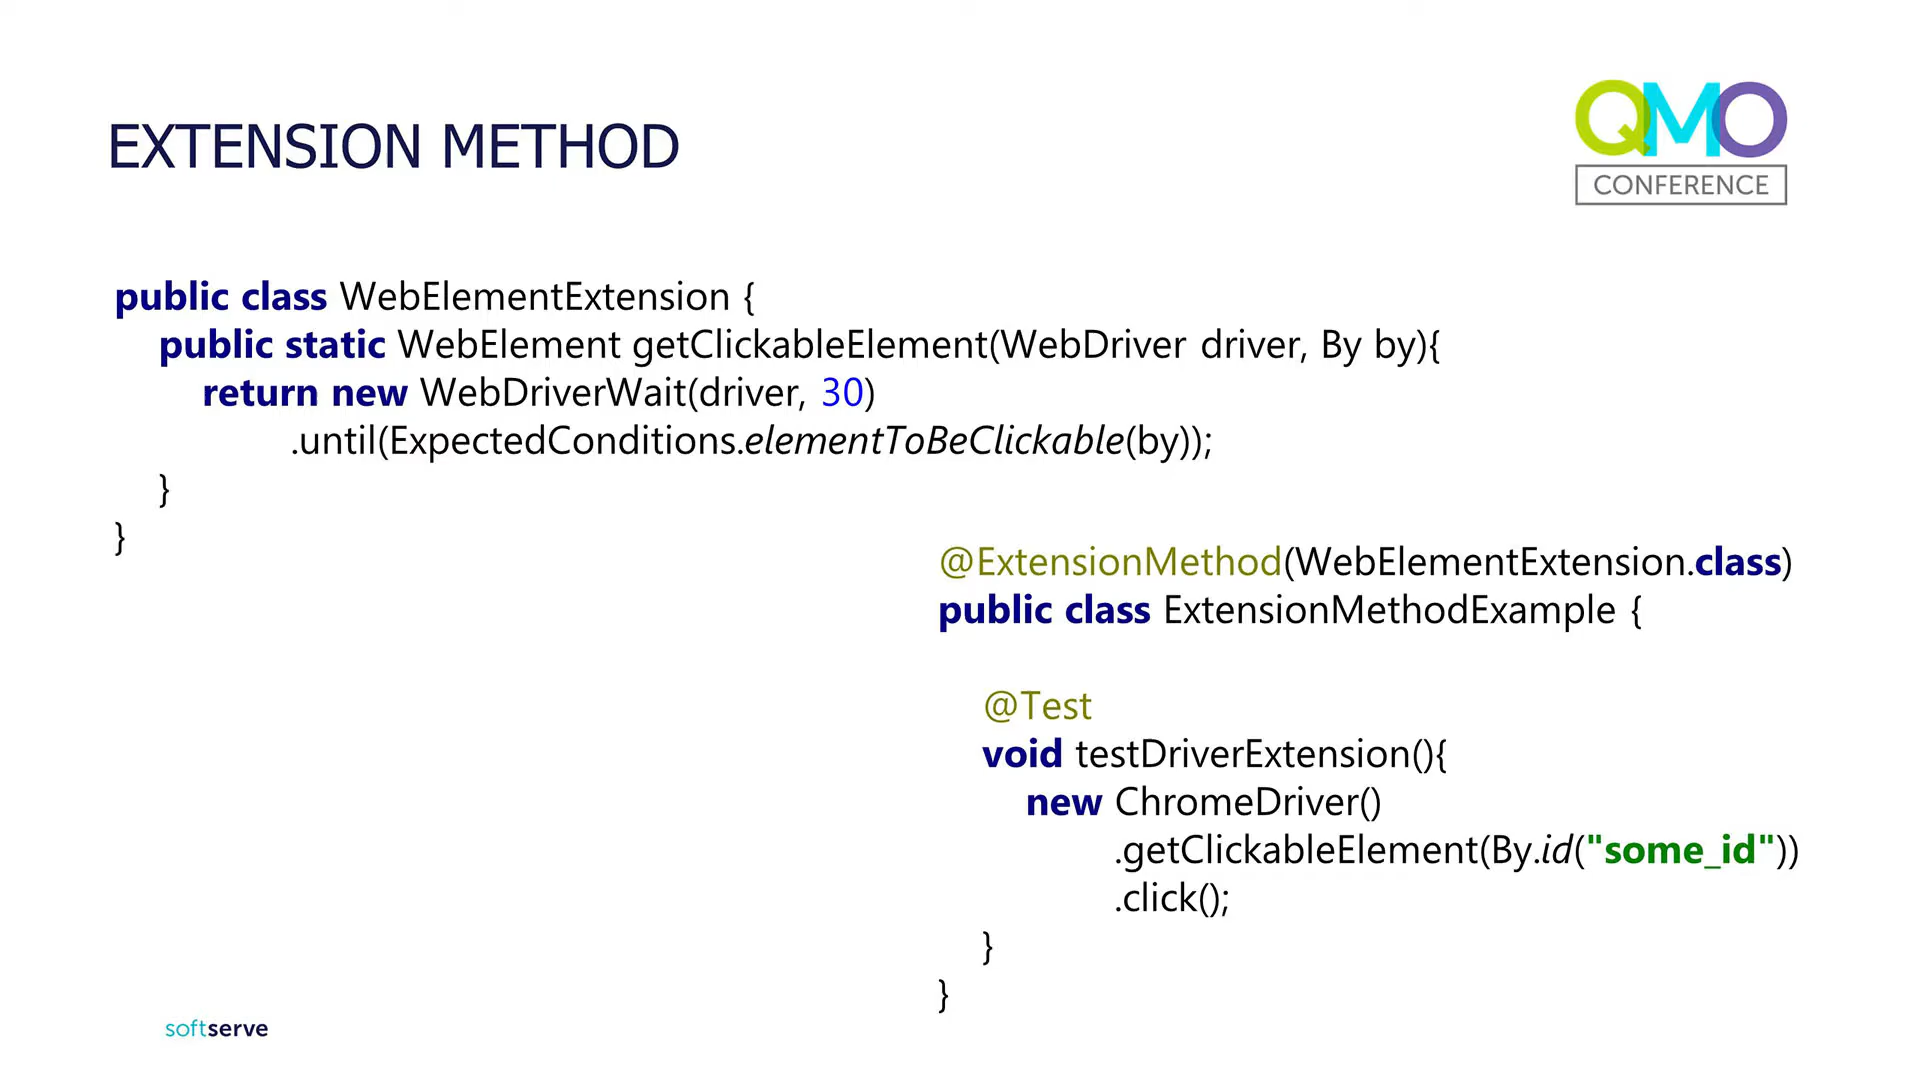 EXTENSION METHOD
QMO
CONFERENCE
public class WebElementExtension {
public static WebElement getClickableElement(WebDriver driver, By by){
return new WebDriverWait(driver, 30)
.until(ExpectedConditions.elementToBeClickable(by));
}
}
@ExtensionMethod(WebElementExtension.class)
public class ExtensionMethodExample {
@Test
void testDriverExtension(){
new ChromeDriver()
.getClickableElement(By.id("some_id"))
.click();
}
}
softserve